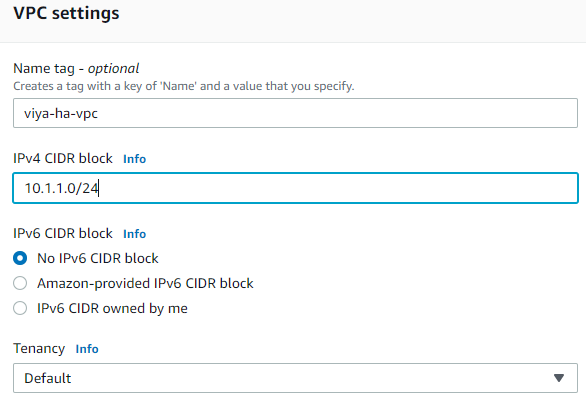 VPC settings
Name tag - optional
Creates a tag with a key of 'Name' and a value that you specify.
viya-ha-vpc
IPv4 CIDR block Info
10.1.1.0/24
IPv6 CIDR block Info
No IPv6 CIDR block
Amazon-provided IPv6 CIDR block
IPv6 CIDR owned by me
Tenancy Info
Default